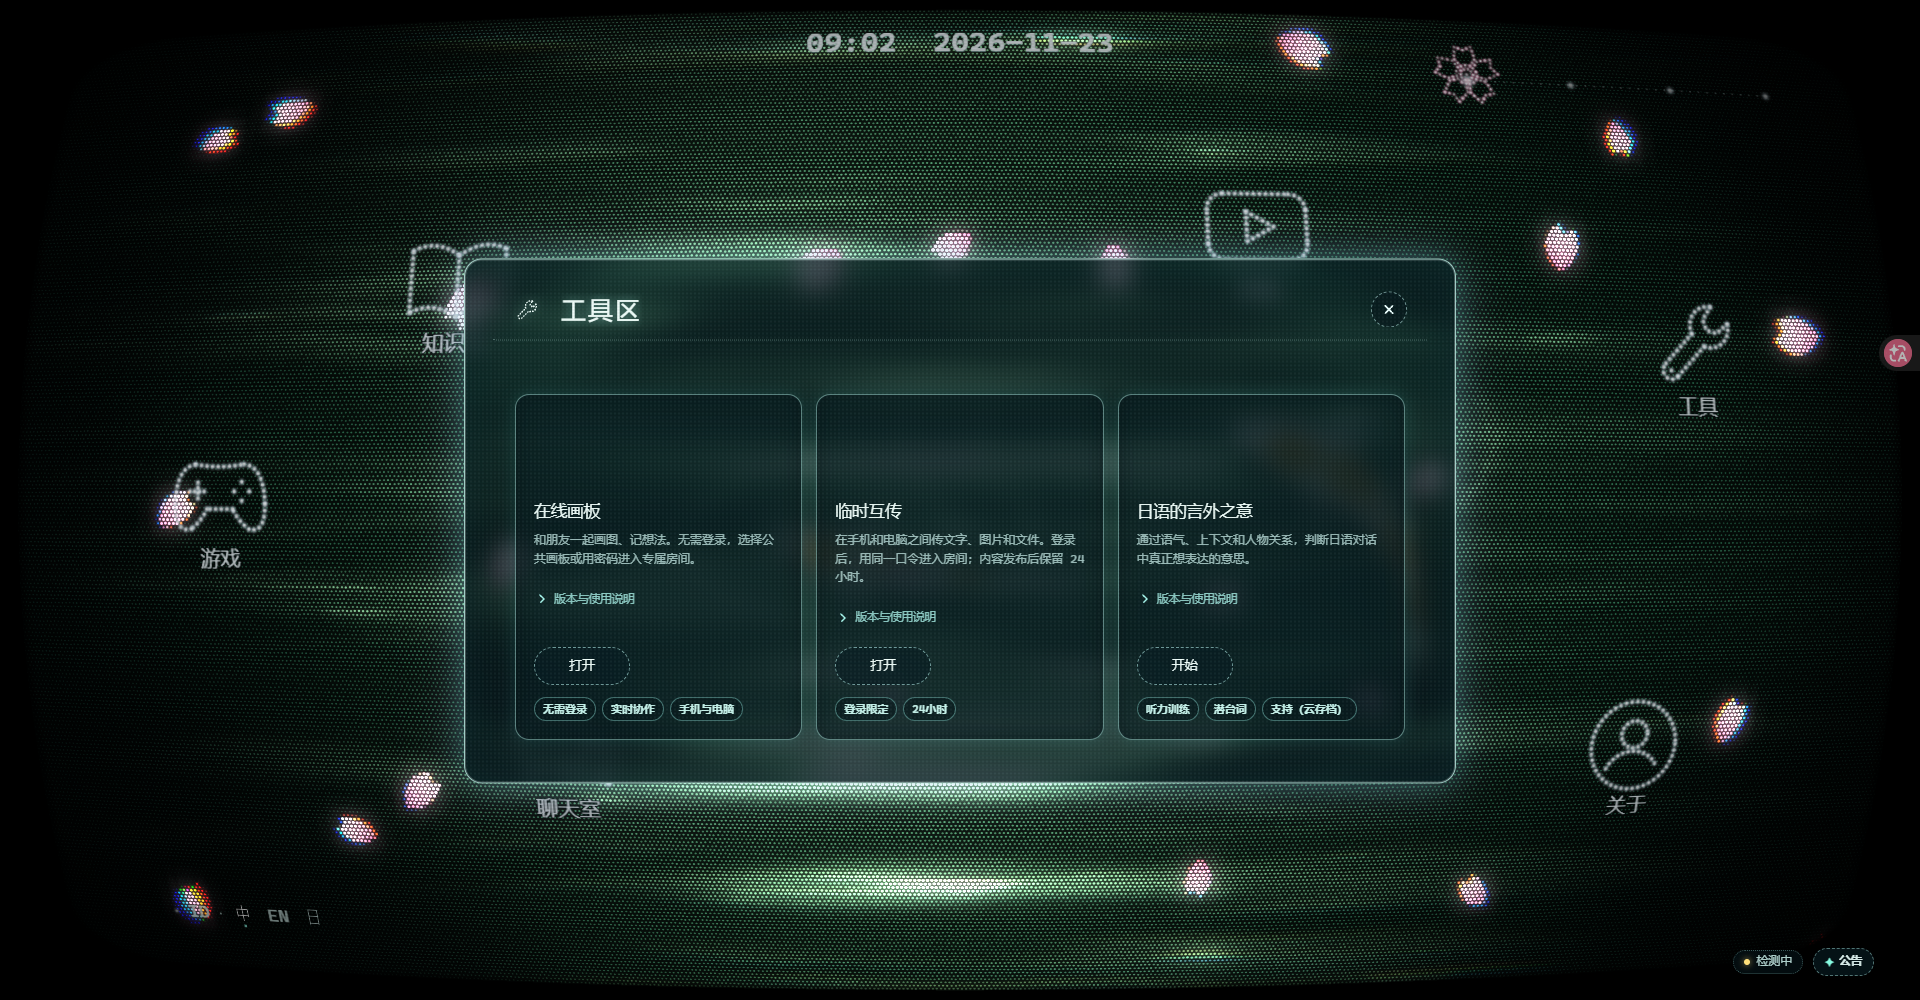 09:02 2026-11-23
知识
工具
游戏
工具区
在线画板
和朋友一起画图、记想法。无需登录，选择公
共画板或用密码进入专属房间。
版本与使用说明
打开
无需登录 实时协作 手机与电脑
临时互传
在手机和电脑之间传文字、图片和文件。登录
后，用同一口令进入房间；内容发布后保留 24
小时。
版本与使用说明
打开
登录限定 24小时
日语的言外之意
通过语气、上下文和人物关系，判断日语对话
中真正想表达的意思。
版本与使用说明
开始
听力训练 潜台词 支持（云存档）
聊天室
关于
中 EN 日
检测中 公告